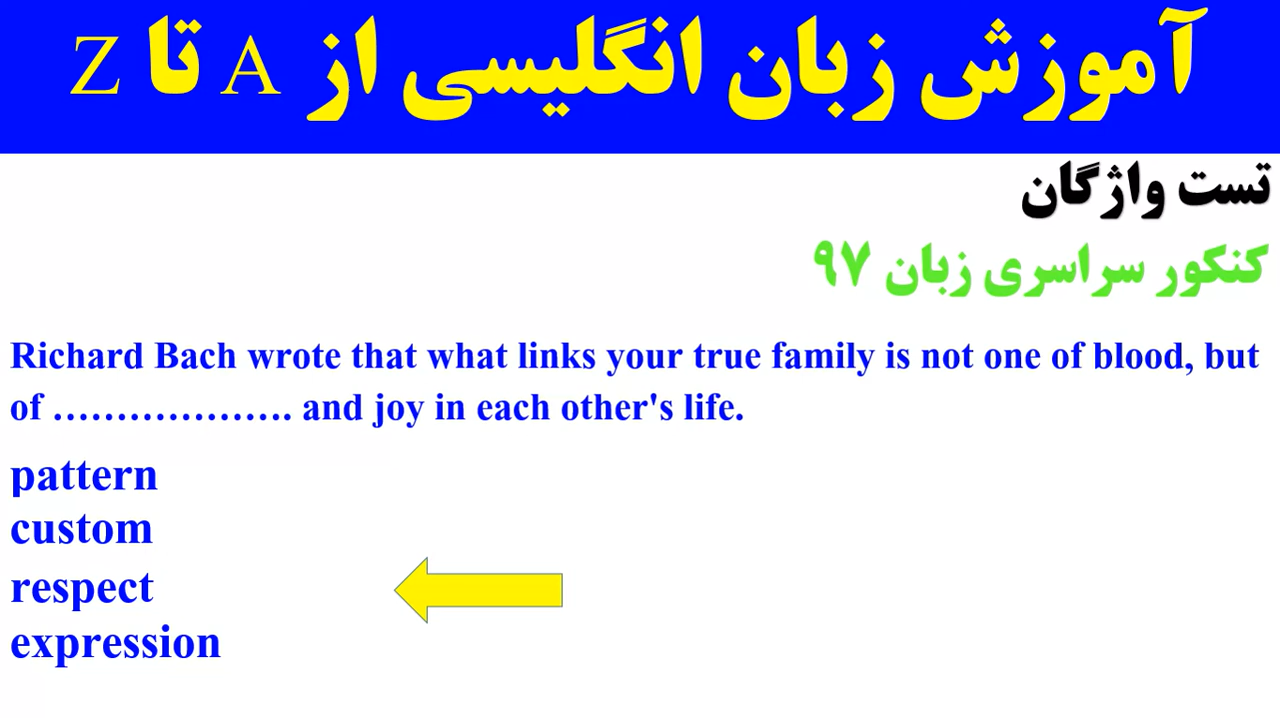 آموزش زبان انگلیسی از A تا Z
تست واژگان
کنکور سراسری زبان ۹۷
Richard Bach wrote that what links your true family is not one of blood, but
of ………………. and joy in each other's life.
pattern
custom
respect
expression